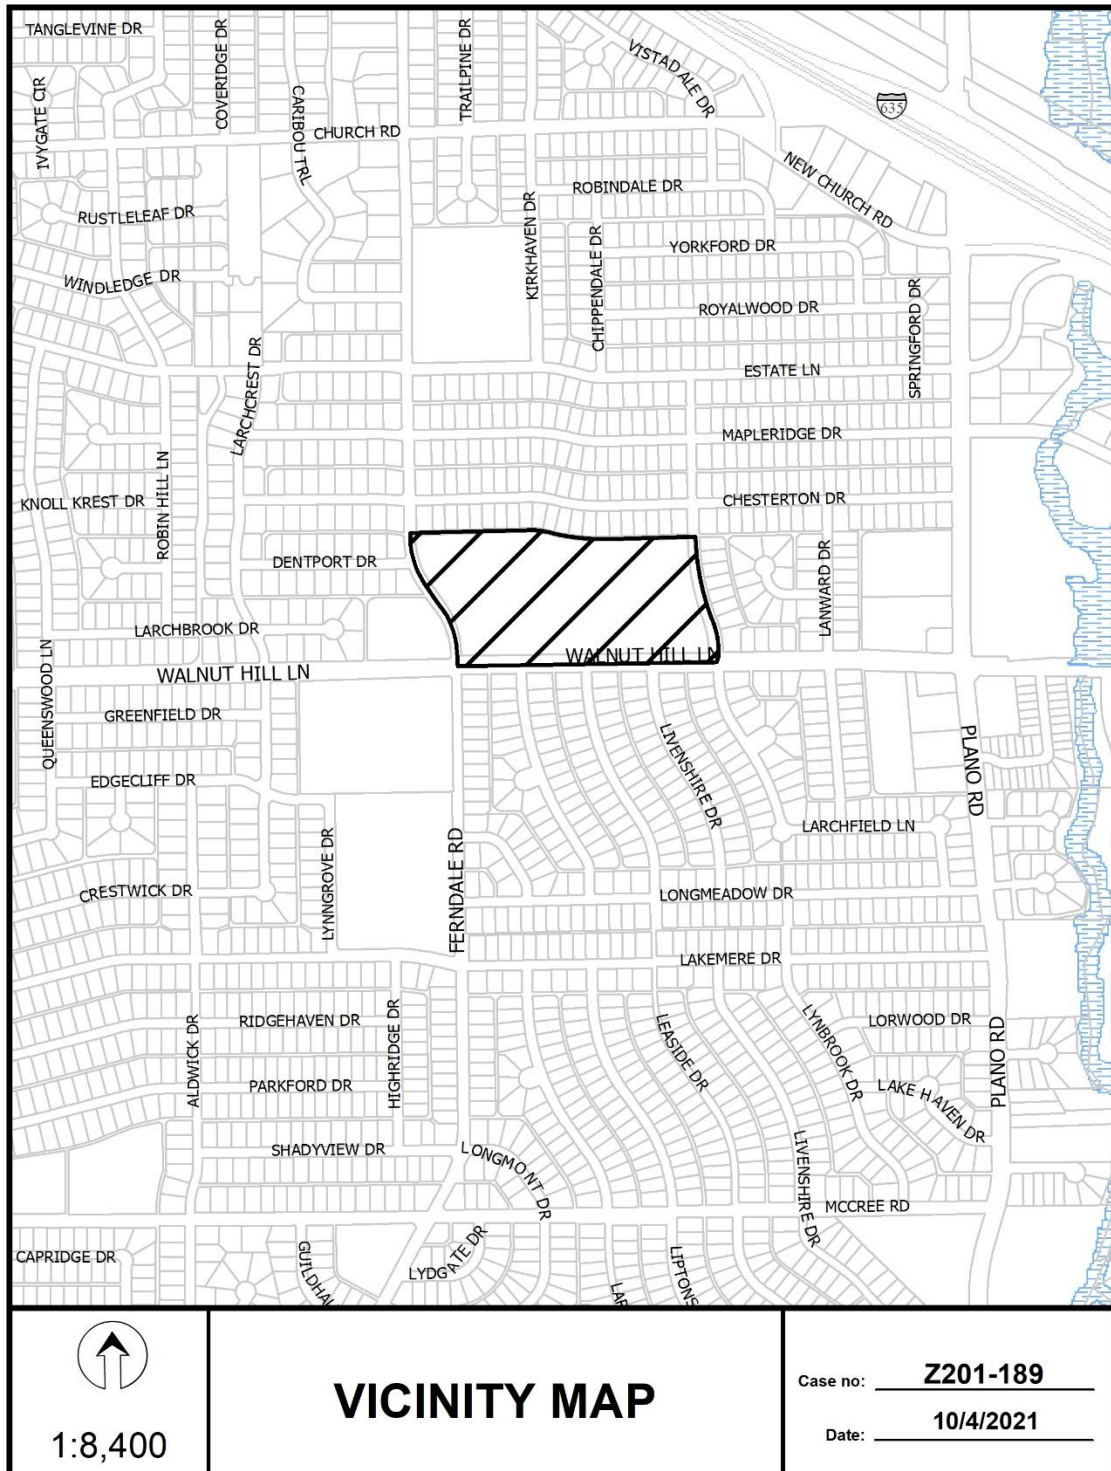 TANGLEVINE DR
COVERIDGE DR
TRAILPINE DR
VISTADALE DR
IVYGATE CIR
CARIBOU TRL
635
CHURCH RD
NEW CHURCH RD
ROBINDALE DR
RUSTLELEAF DR
KIRKHAVEN DR
CHIPPENDALE DR
YORKFORD DR
WINDLEDGE DR
ROYALWOOD DR
SPRINGFORD DR
LARCHCREST DR
ESTATE LN
MAPLERIDGE DR
KNOLL KREST DR
ROBIN HILL LN
CHESTERTON DR
DENTPORT DR
LANWARD DR
LARCHBROOK DR
QUEENSWOOD LN
WALNUT HILL LN
WALNUT HILL LN
GREENFIELD DR
LIVENSHIRE DR
PLANO RD
EDGECLIFF DR
LARCHFIELD LN
LYNNGROVE DR
FERNDALE RD
CRESTWICK DR
LONGMEADOW DR
LAKEMERE DR
RIDGEHAVEN DR
ALDWICK DR
HIGHRIDGE DR
LEASIDE DR
LYNBROOK DR
LORWOOD DR
PLANO RD
PARKFORD DR
LAKE HAVEN DR
SHADYVIEW DR
LONGMONT DR
LIVENSHIRE DR
MCCREE RD
CAPRIDGE DR
GUILDHA
LYDGATE DR
LIPTONS
1:8,400
VICINITY MAP
Case no: Z201-189
Date: 10/4/2021